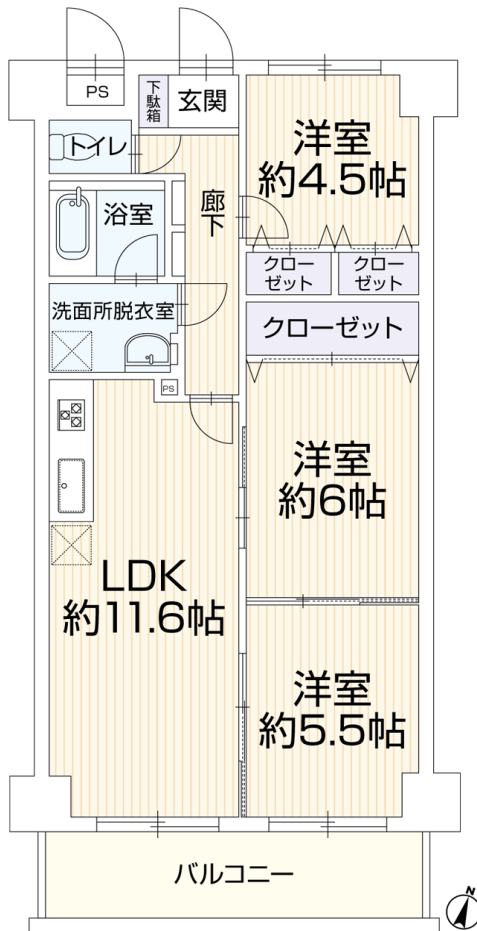 PS
下駄箱
玄関
トイレ
浴室
廊下
洋室
約4.5帖
クロー
ゼット
クロー
ゼット
クローゼット
洗面所脱衣室
PS
洋室
約6帖
LDK
約11.6帖
洋室
約5.5帖
バルコニー
N